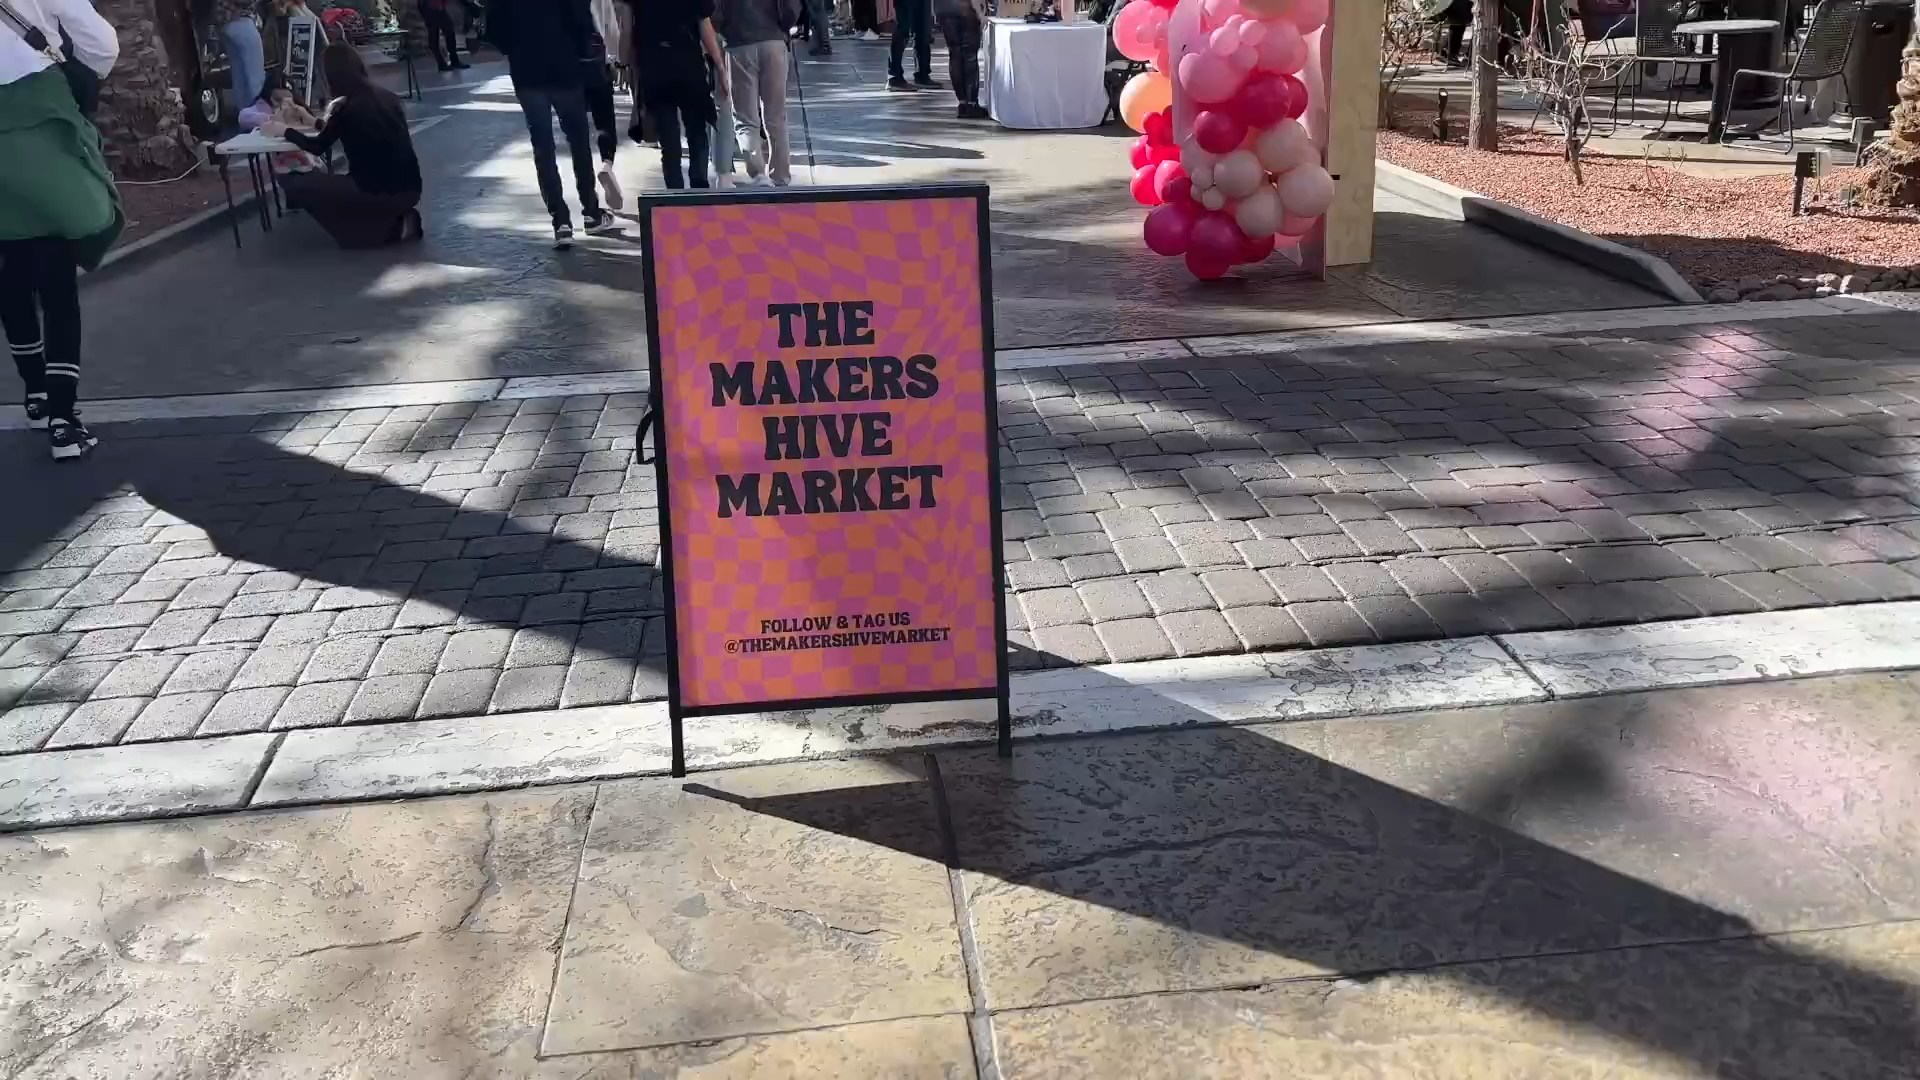 THE
MAKERS
HIVE
MARKET
FOLLOW & TAG US
@THEMAKERSHIVEMARKET